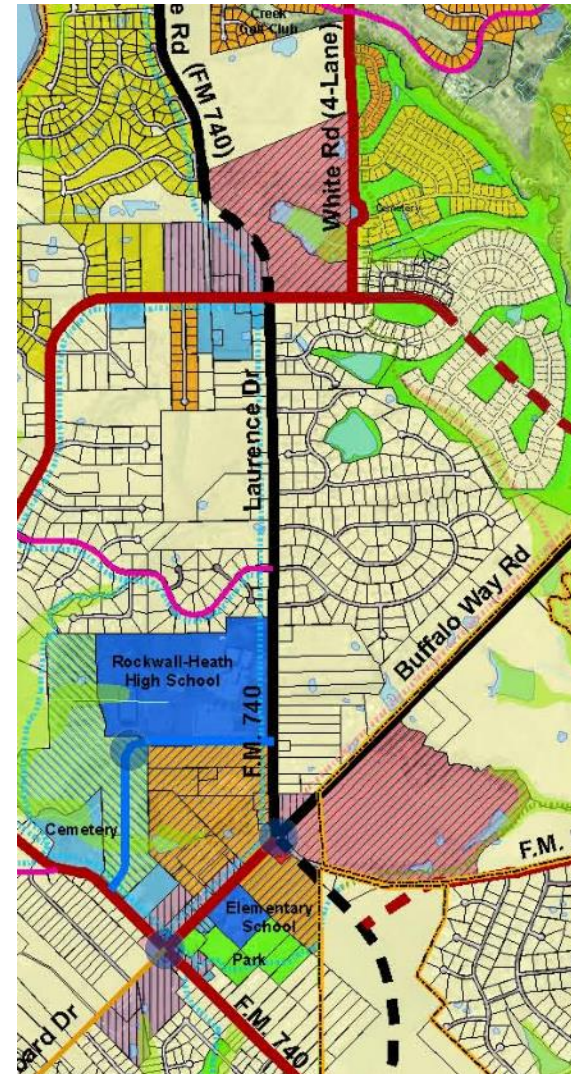 Creek
Golf Club
e Rd (FM 740)
White Rd (4-Lane)
Cemetery
Laurence Dr
Buffalo Way Rd
Rockwall-Heath
High School
F.M. 740
Cemetery
F.M.
Elementary
School
Park
F.M. 740
bard Dr